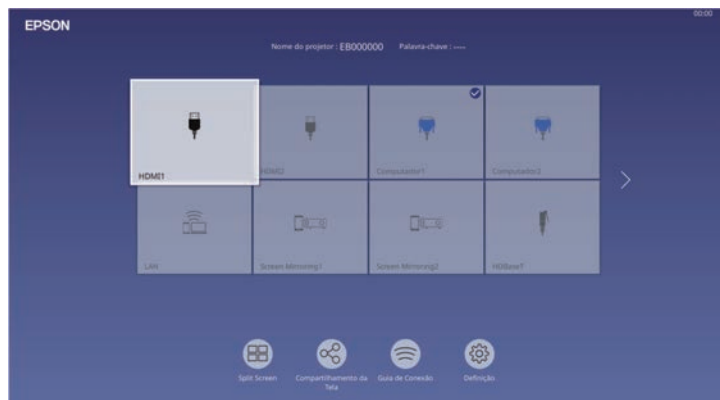 00:00
EPSON
Nome do projetor : EB000000 Palavra-chave : ----
HDMI1
HDMI2
Computador1
Computador2
LAN
Screen Mirroring1
Screen Mirroring2
HDBaseT
Split Screen
Compartilhamento da
Tela
Guia de Conexão
Definição